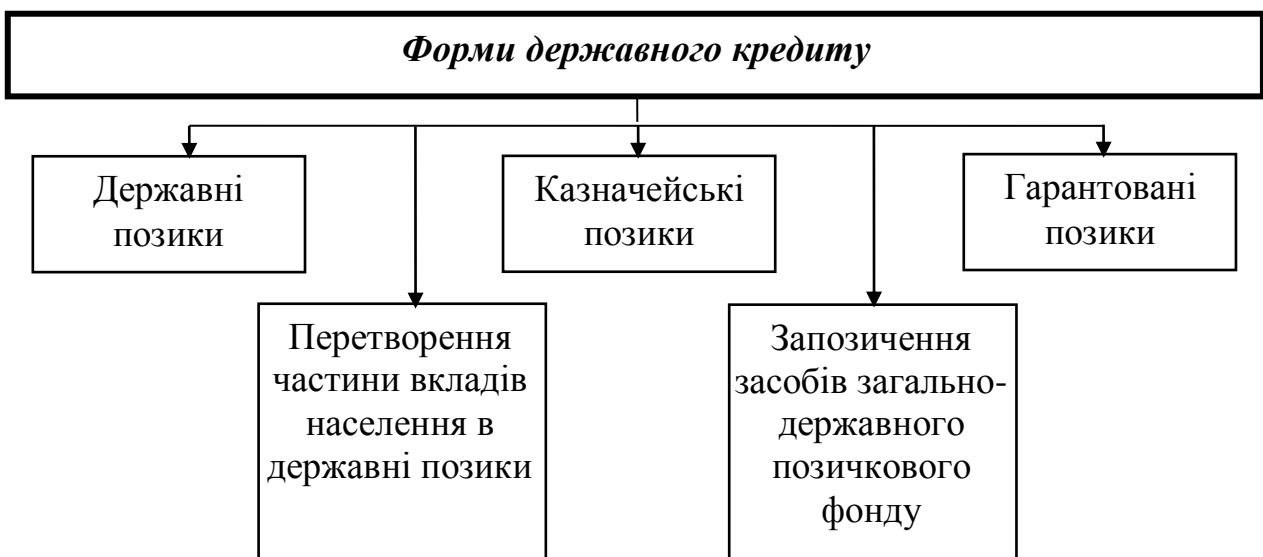 Форми державного кредиту
Державні
позики
Казначейські
позики
Гарантовані
позики
Перетворення
частини вкладів
населення в
державні позики
Запозичення
засобів загально-
державного
позичкового
фонду